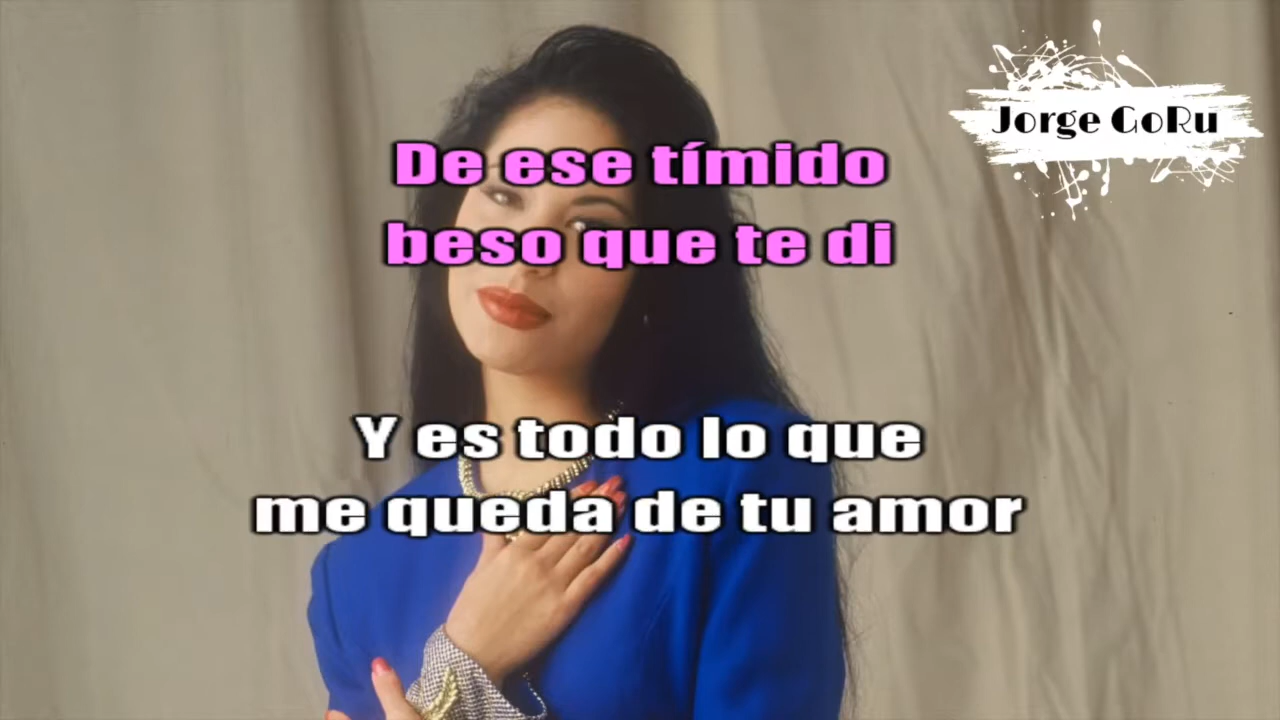 Jorge GoRu
De ese tímido
beso que te di
Y es todo lo que
me queda de tu amor